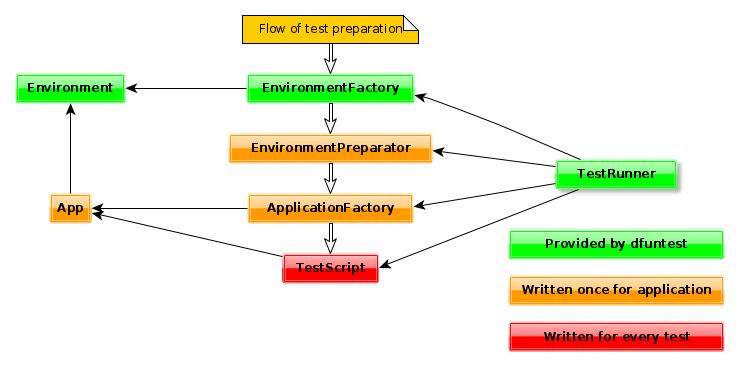 Flow of test preparation
Environment
EnvironmentFactory
EnvironmentPreparator
TestRunner
App
ApplicationFactory
TestScript
Provided by dfuntest
Written once for application
Written for every test